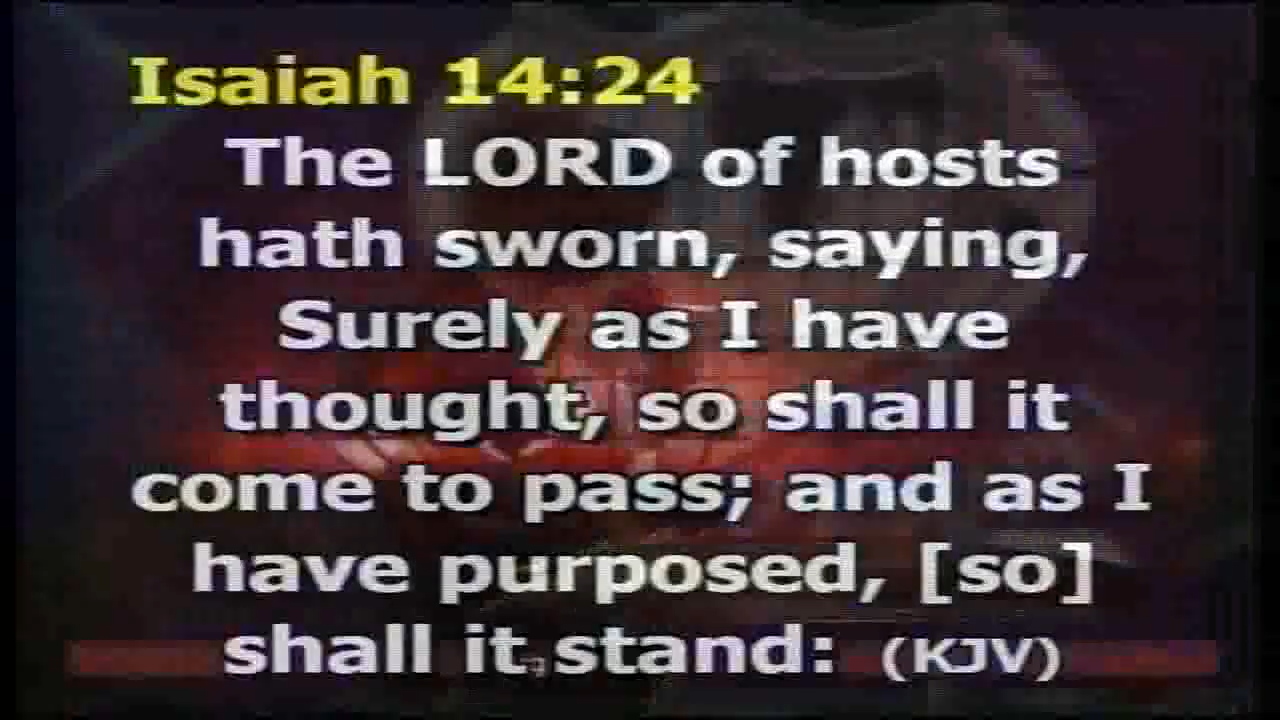 Isaiah 14:24
The LORD of hosts
hath sworn, saying,
Surely as I have
thought, so shall it
come to pass; and as I
have purposed, [so]
shall it stand: (KJV)